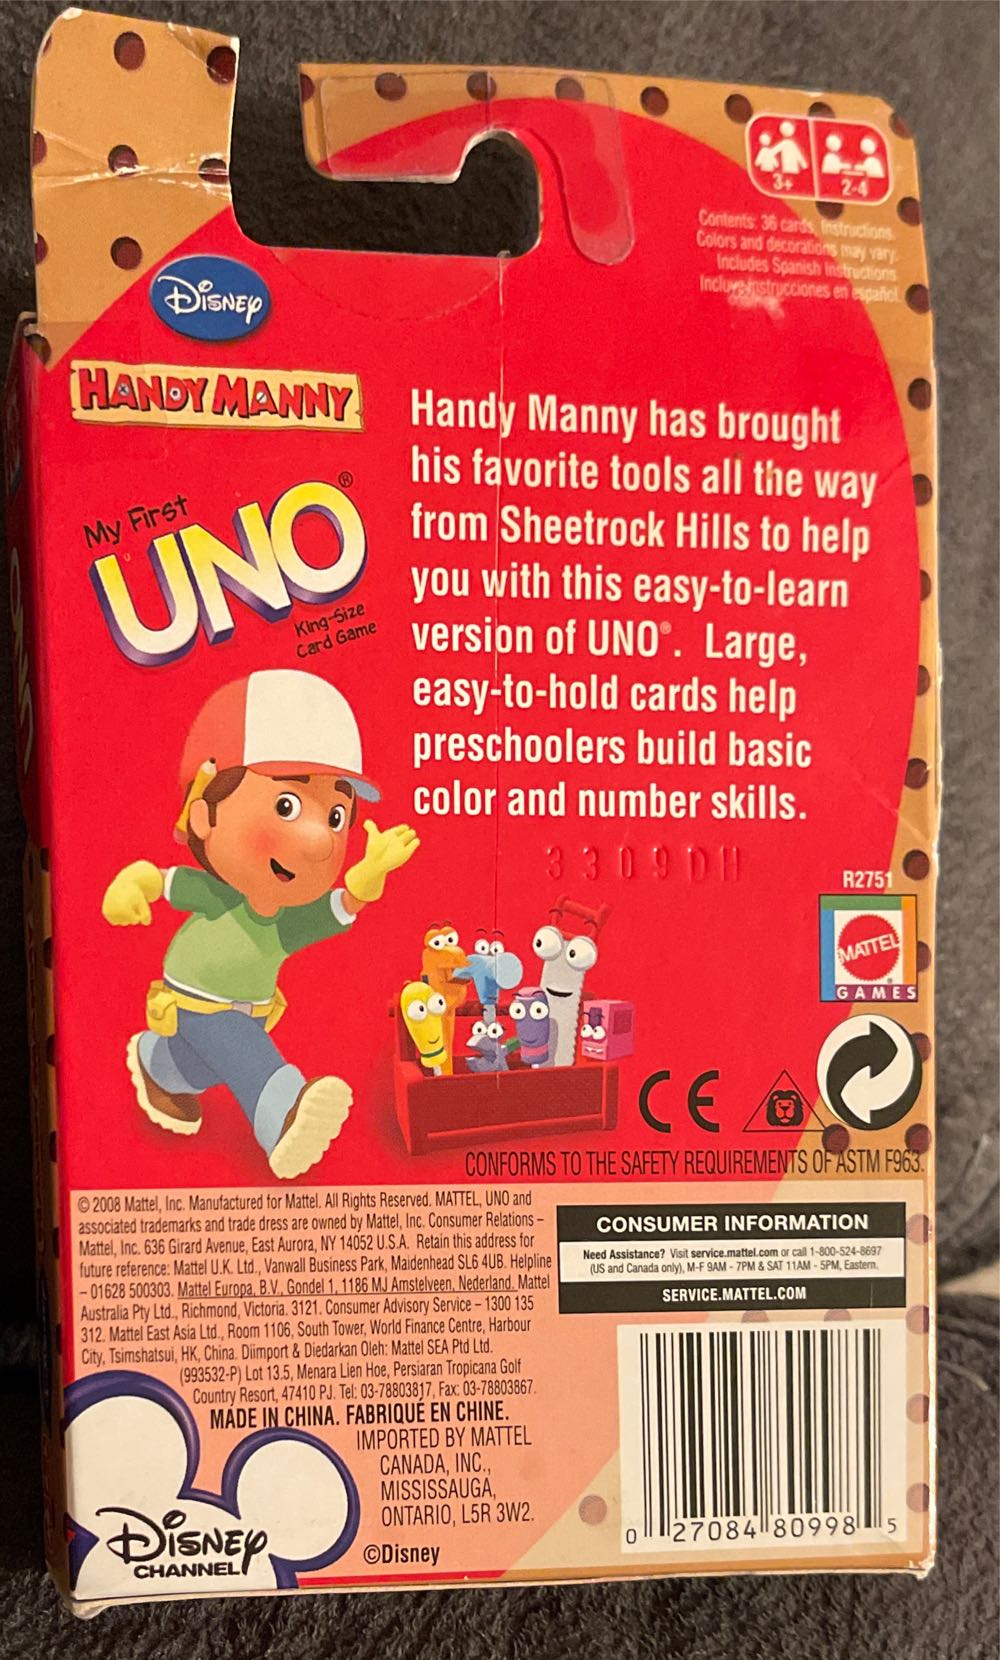 3+
2-4
Contents: 36 cards, Instructions.
Colors and decorations may vary.
Includes Spanish Instructions
Incluye instrucciones en español.
DISNEY
HANDY MANNY
My First
UNO®
King-Size
Card Game
Handy Manny has brought
his favorite tools all the way
from Sheetrock Hills to help
you with this easy-to-learn
version of UNO®. Large,
easy-to-hold cards help
preschoolers build basic
color and number skills.
3309DH
R2751
MATTEL
GAMES
CE
CONFORMS TO THE SAFETY REQUIREMENTS OF ASTM F963.
© 2008 Mattel, Inc. Manufactured for Mattel. All Rights Reserved. MATTEL, UNO and
associated trademarks and trade dress are owned by Mattel, Inc. Consumer Relations –
Mattel, Inc. 636 Girard Avenue, East Aurora, NY 14052 U.S.A. Retain this address for
future reference: Mattel U.K. Ltd., Vanwall Business Park, Maidenhead SL6 4UB. Helpline
– 01628 500303. Mattel Europa, B.V., Gondel 1, 1186 MJ Amstelveen, Nederland. Mattel
Australia Pty Ltd., Richmond, Victoria. 3121. Consumer Advisory Service – 1300 135
312. Mattel East Asia Ltd., Room 1106, South Tower, World Finance Centre, Harbour
City, Tsimshatsui, HK, China. Diimport & Diedarkan Oleh: Mattel SEA Ptd Ltd.
(993532-P) Lot 13.5, Menara Lien Hoe, Persiaran Tropicana Golf
Country Resort, 47410 PJ. Tel: 03-78803817, Fax: 03-78803867.
MADE IN CHINA. FABRIQUÉ EN CHINE.
IMPORTED BY MATTEL
CANADA, INC.,
MISSISSAUGA,
ONTARIO, L5R 3W2.
©Disney
DISNEY
CHANNEL
CONSUMER INFORMATION
Need Assistance? Visit service.mattel.com or call 1-800-524-8697
(US and Canada only), M-F 9AM - 7PM & SAT 11AM - 5PM, Eastern.
SERVICE.MATTEL.COM
0 27084 80998 5